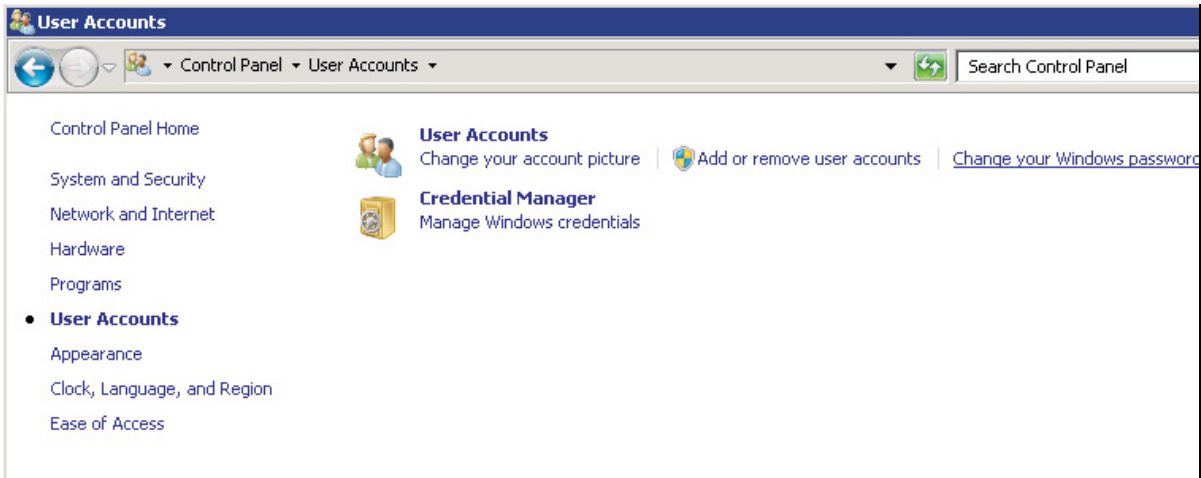 User Accounts
Control Panel User Accounts Search Control Panel
Control Panel Home
System and Security
Network and Internet
Hardware
Programs
User Accounts
Appearance
Clock, Language, and Region
Ease of Access
User Accounts
Change your account picture Add or remove user accounts Change your Windows password
Credential Manager
Manage Windows credentials